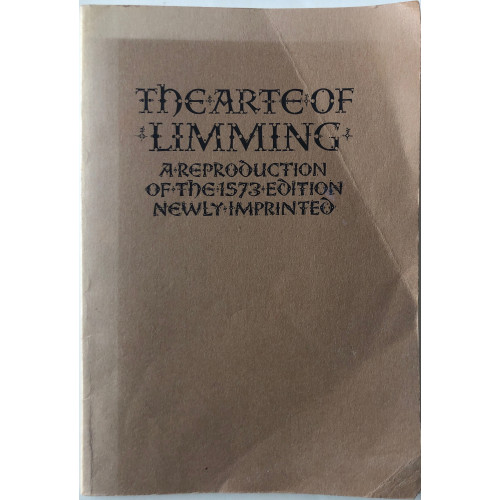 THE·ARTE·OF
·LIMMING·
A·REPRODUCTION
OF·THE·1573·EDITION
NEWLY·IMPRINTED